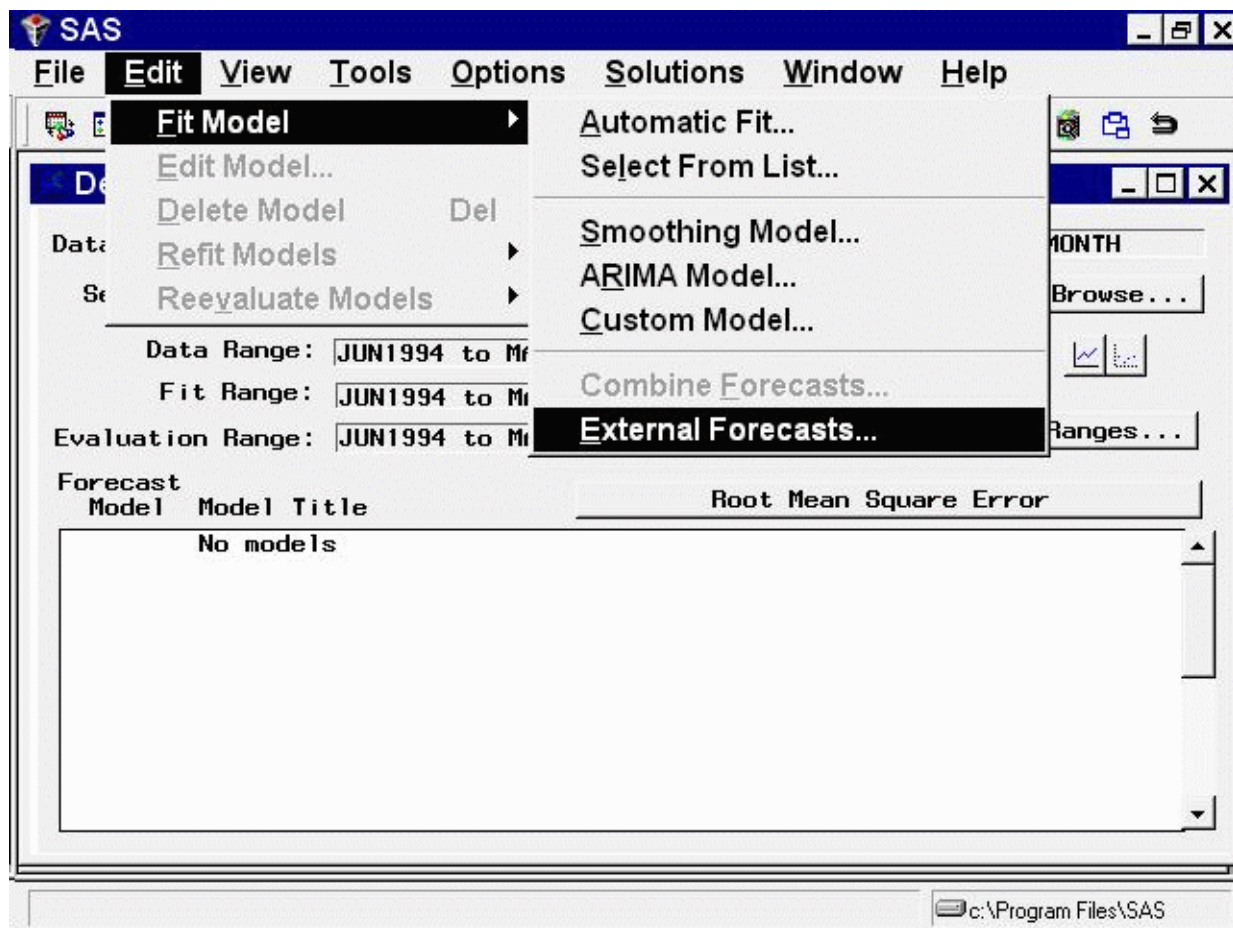 SAS
File Edit View Tools Options Solutions Window Help
Fit Model
Edit Model...
Delete Model Del
Refit Models
Reevaluate Models
Automatic Fit...
Select From List...
Smoothing Model...
ARIMA Model...
Custom Model...
Combine Forecasts...
External Forecasts...
MONTH
Browse...
Data Range: JUN1994 to
Fit Range: JUN1994 to
Evaluation Range: JUN1994 to
Ranges...
Forecast
Model Model Title Root Mean Square Error
No models
c:\Program Files\SAS